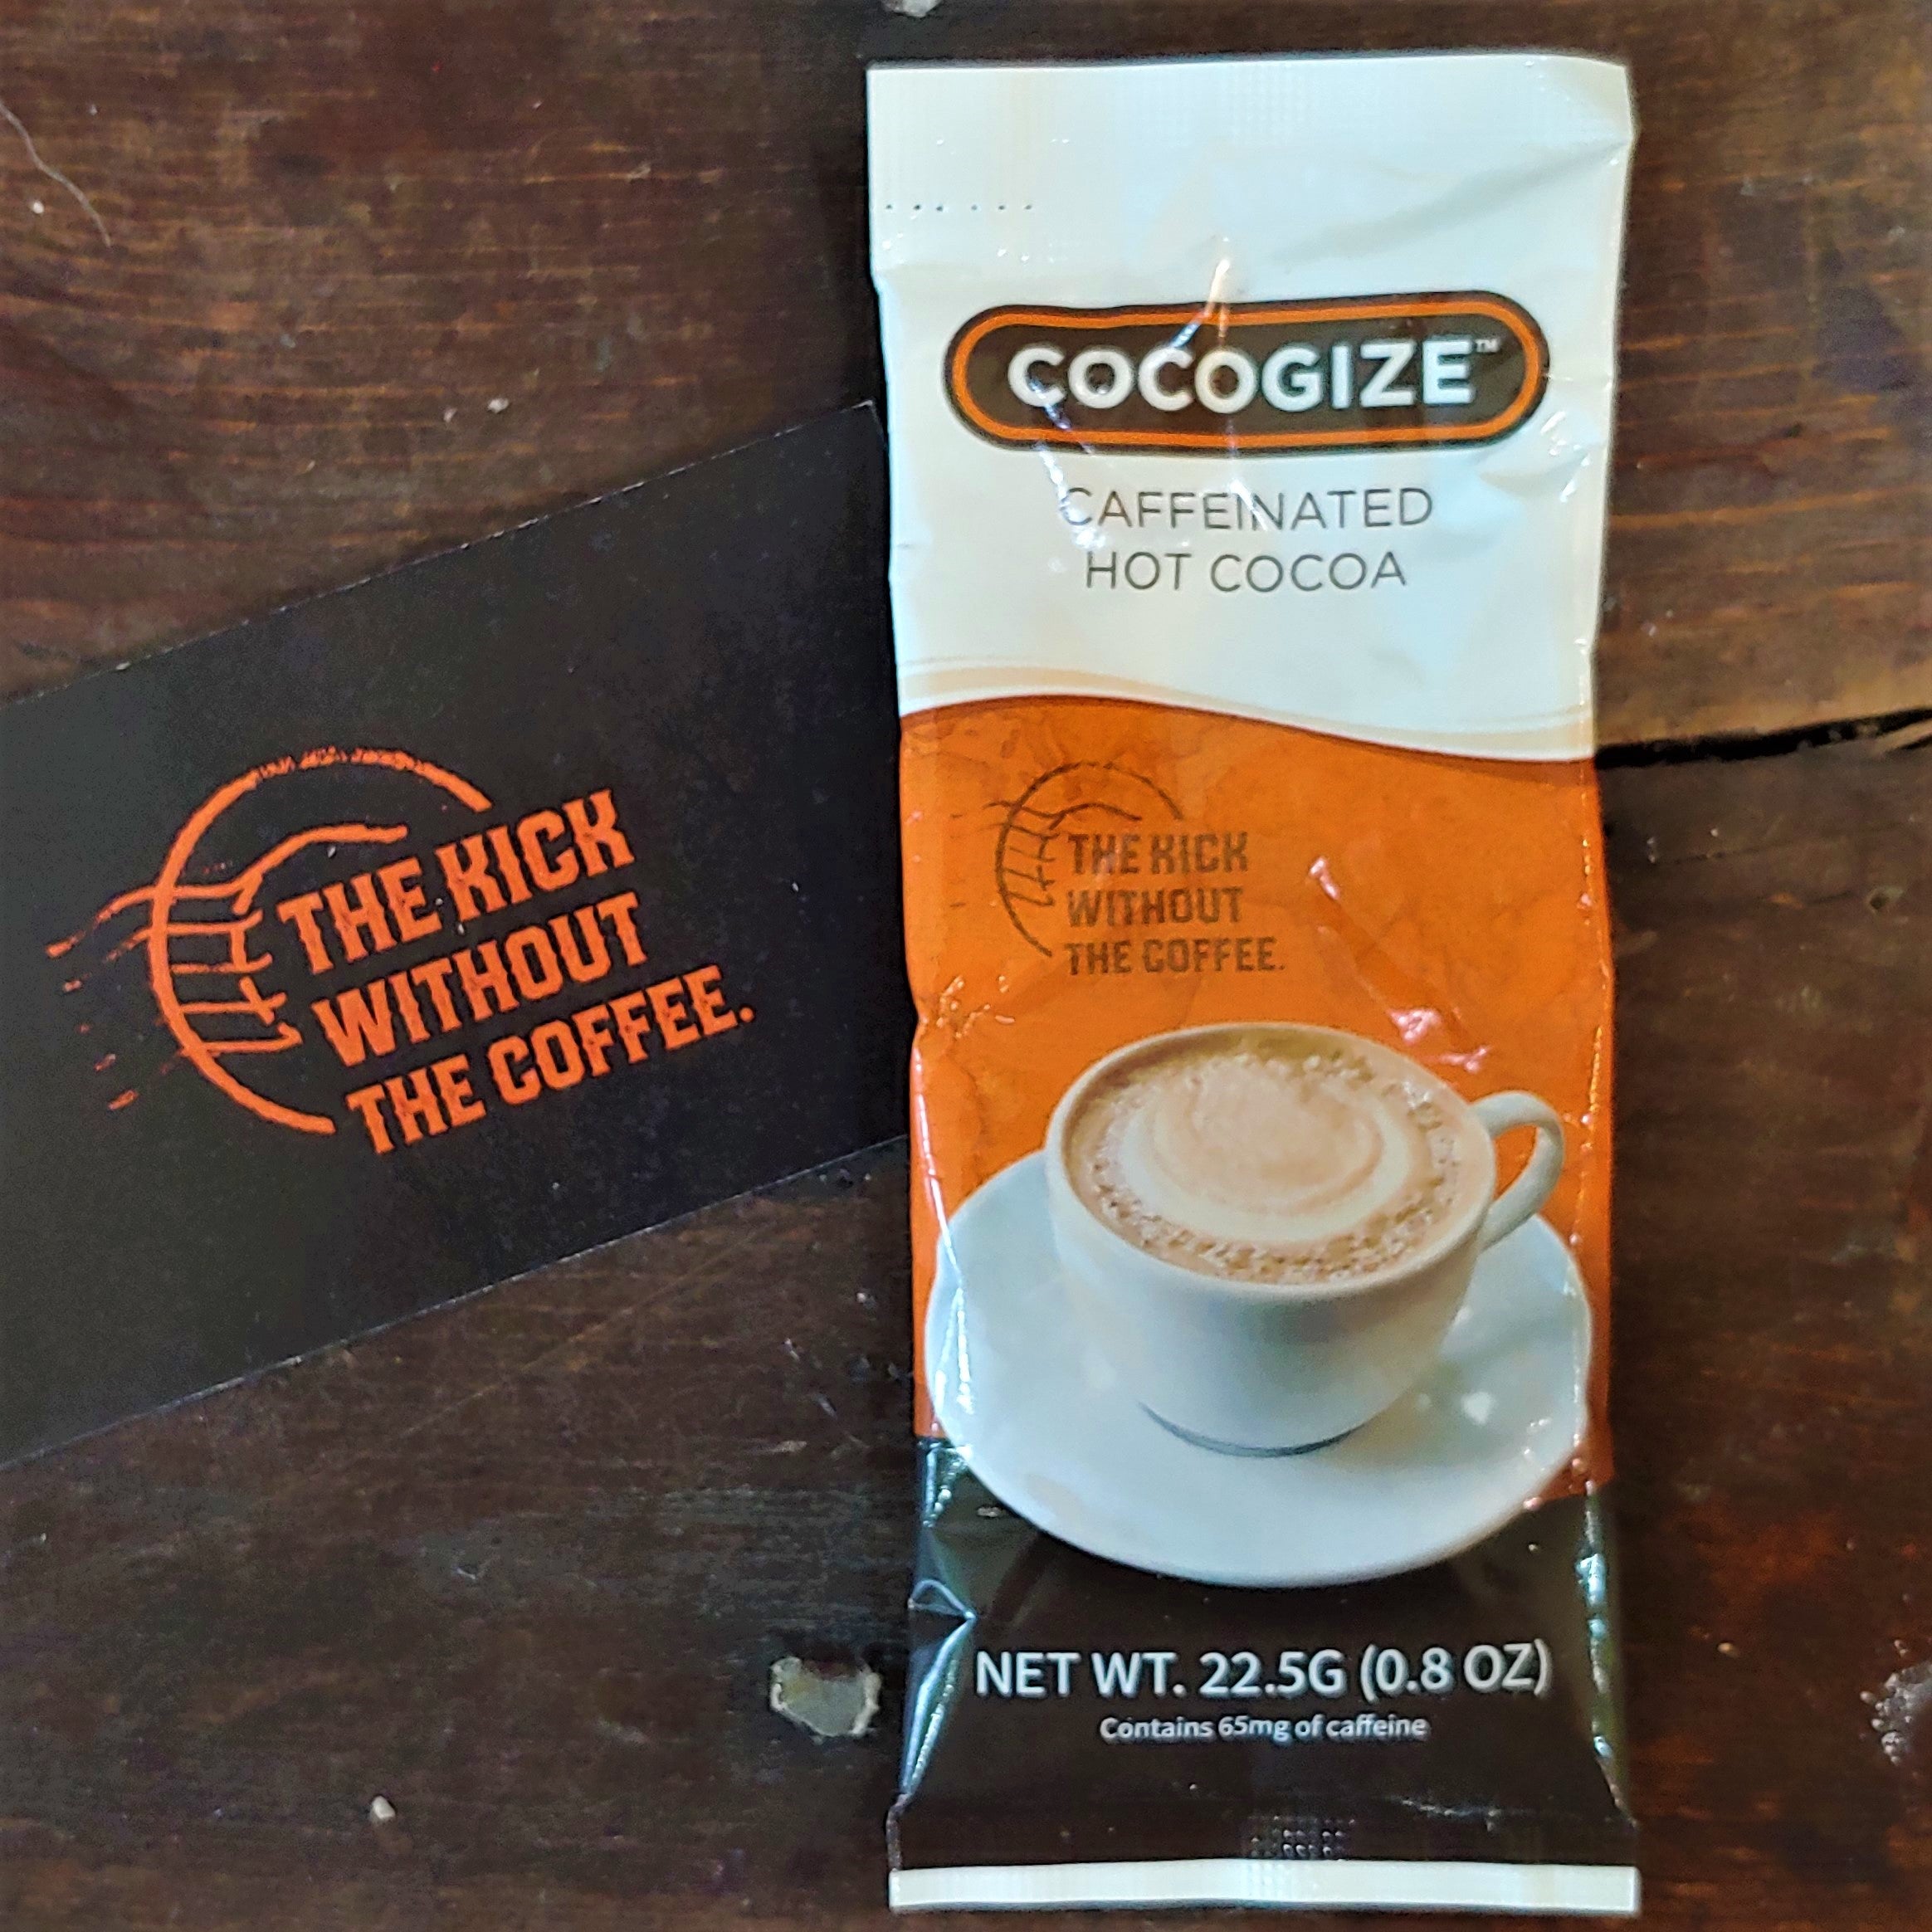 THE KICK
WITHOUT
THE COFFEE.
COCOGIZE™
CAFFEINATED
HOT COCOA
THE KICK
WITHOUT
THE COFFEE.
NET WT. 22.5G (0.8 OZ)
Contains 65mg of caffeine